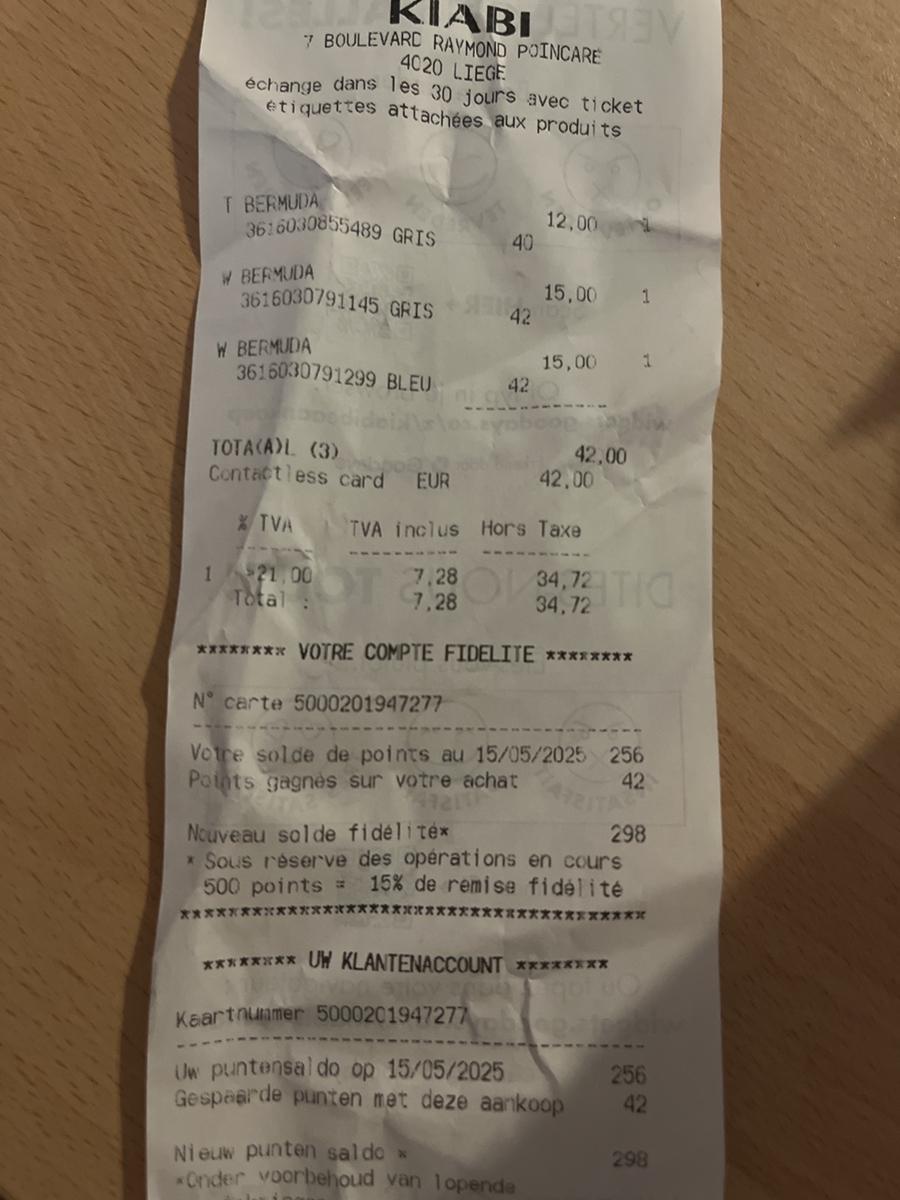 KIABI
7 BOULEVARD RAYMOND POINCARE
4020 LIEGE
échange dans les 30 jours avec ticket
étiquettes attachées aux produits
T BERMUDA 12,00 1
3616030855489 GRIS 40
W BERMUDA 15,00 1
3616030791145 GRIS 42
W BERMUDA 15,00 1
3616030791299 BLEU 42
TOTA(A)L (3) 42,00
Contactless card EUR 42,00
% TVA TVA inclus Hors Taxe
1 >21,00 7,28 34,72
Total : 7,28 34,72
******** VOTRE COMPTE FIDELITE ********
N° carte 5000201947277
Votre solde de points au 15/05/2025 256
Points gagnés sur votre achat 42
Nouveau solde fidélité* 298
* Sous réserve des opérations en cours
500 points = 15% de remise fidélité
******** UW KLANTENACCOUNT ********
Kaartnummer 5000201947277
Uw puntensaldo op 15/05/2025 256
Gespaarde punten met deze aankoop 42
Nieuw punten saldo * 298
*Onder voorbehoud van lopende